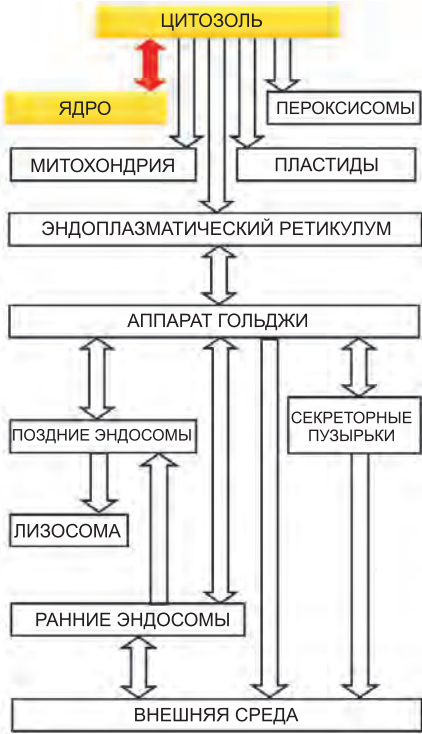 ЦИТОЗОЛЬ
ЯДРО
ПЕРОКСИСОМЫ
МИТОХОНДРИЯ
ПЛАСТИДЫ
ЭНДОПЛАЗМАТИЧЕСКИЙ РЕТИКУЛУМ
АППАРАТ ГОЛЬДЖИ
ПОЗДНИЕ ЭНДОСОМЫ
СЕКРЕТОРНЫЕ
ПУЗЫРЬКИ
ЛИЗОСОМА
РАННИЕ ЭНДОСОМЫ
ВНЕШНЯЯ СРЕДА